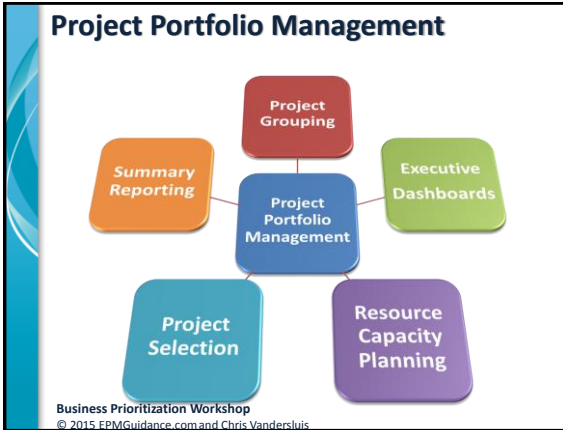 Project Portfolio Management
Project
Grouping
Summary
Reporting
Executive
Dashboards
Project
Portfolio
Management
Project
Selection
Resource
Capacity
Planning
Business Prioritization Workshop
© 2015 EPMGuidance.com and Chris Vandersluis